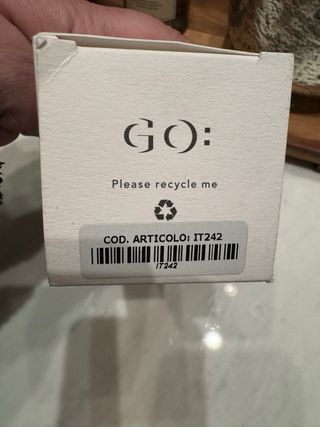 GO:
Please recycle me
COD. ARTICOLO: IT242
IT242